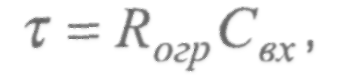 τ = R_огр C_вх,